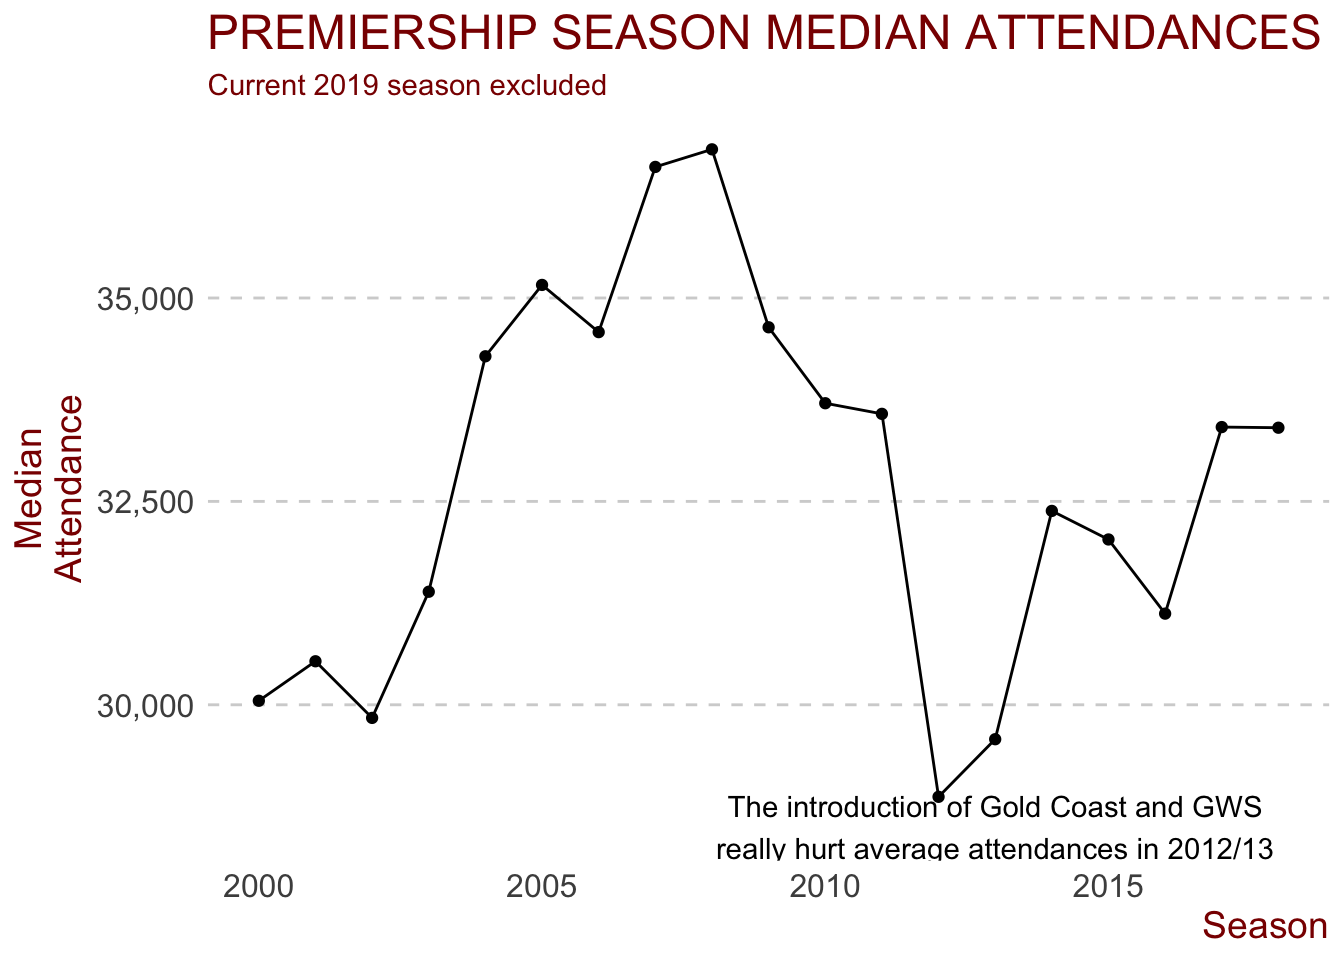 PREMIERSHIP SEASON MEDIAN ATTENDANCES
Current 2019 season excluded
35,000
32,500
30,000
Median
Attendance
The introduction of Gold Coast and GWS
really hurt average attendances in 2012/13
2000
2005
2010
2015
Season